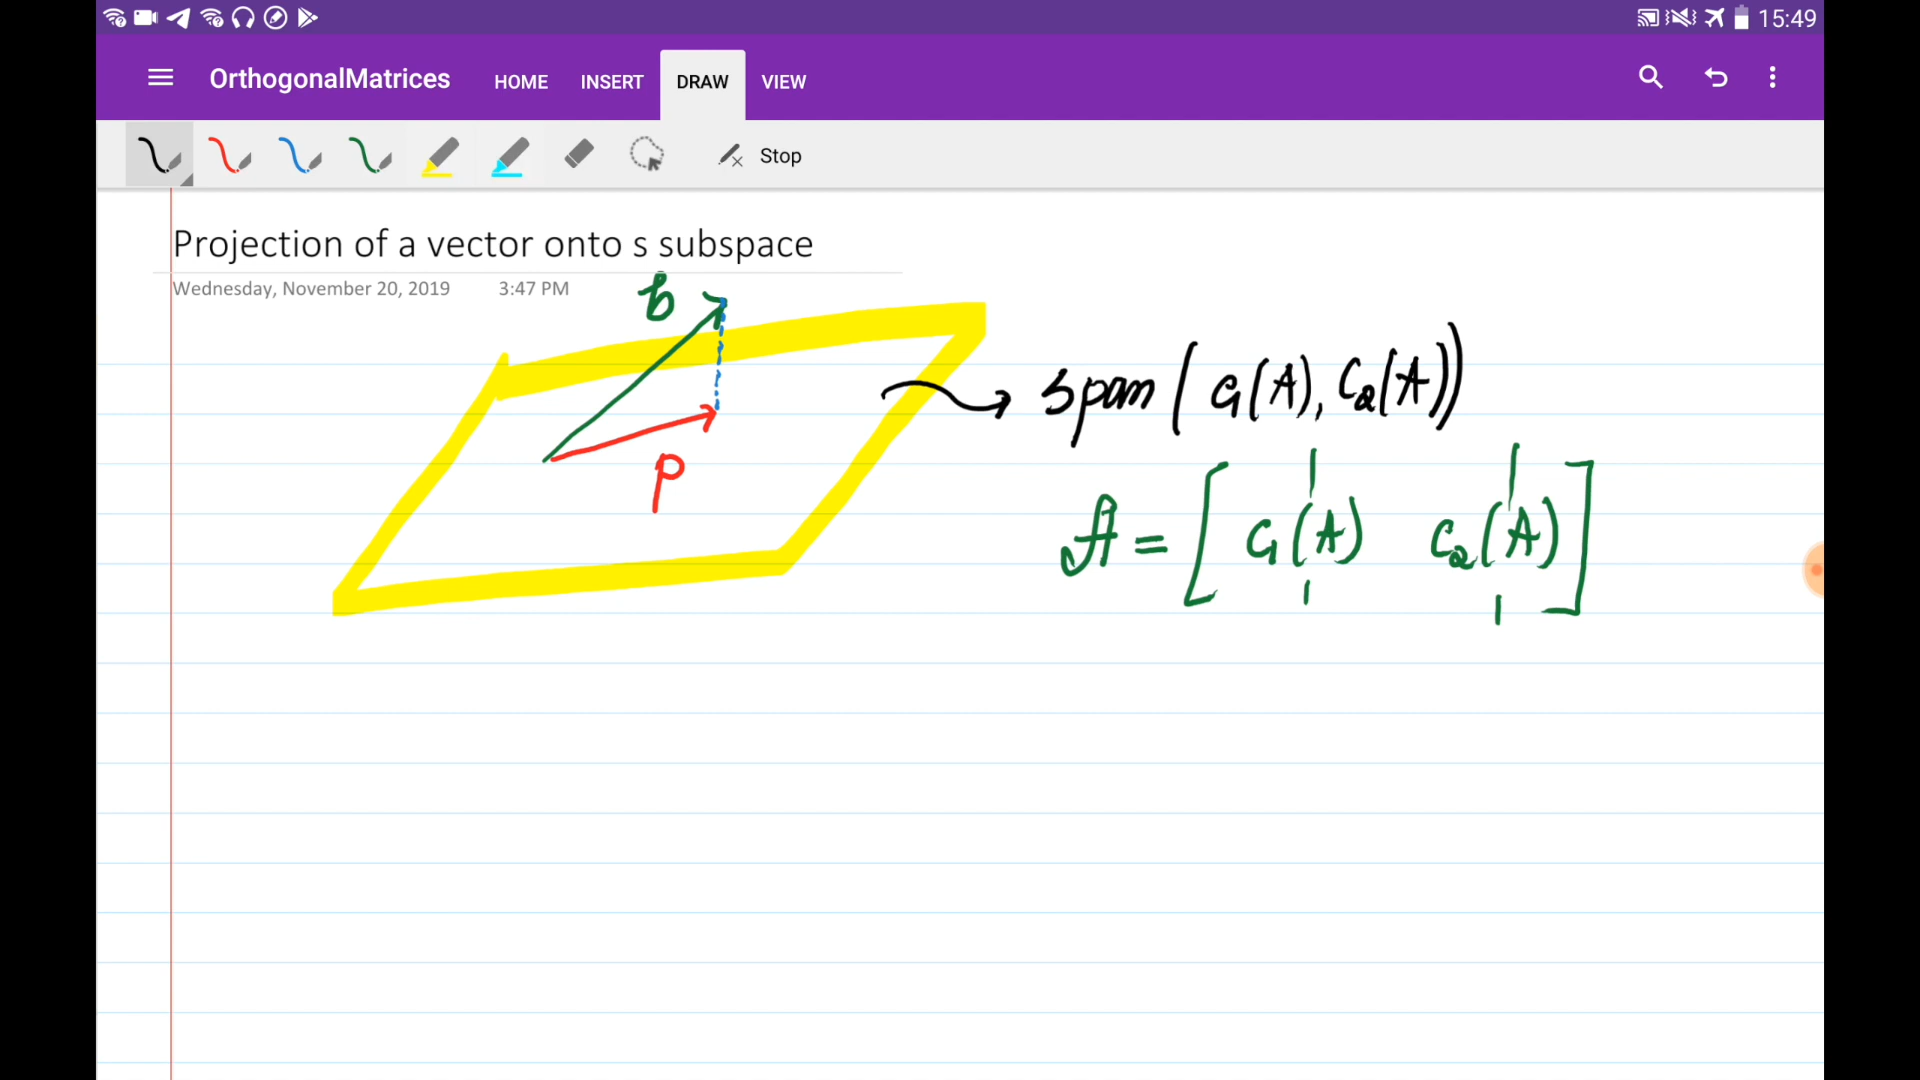 15:49
OrthogonalMatrices HOME INSERT DRAW VIEW
Stop
Projection of a vector onto s subspace
Wednesday, November 20, 2019 3:47 PM
b
p
span (C₁(A), C₂(A))
A = [ C₁(A) C₂(A) ]